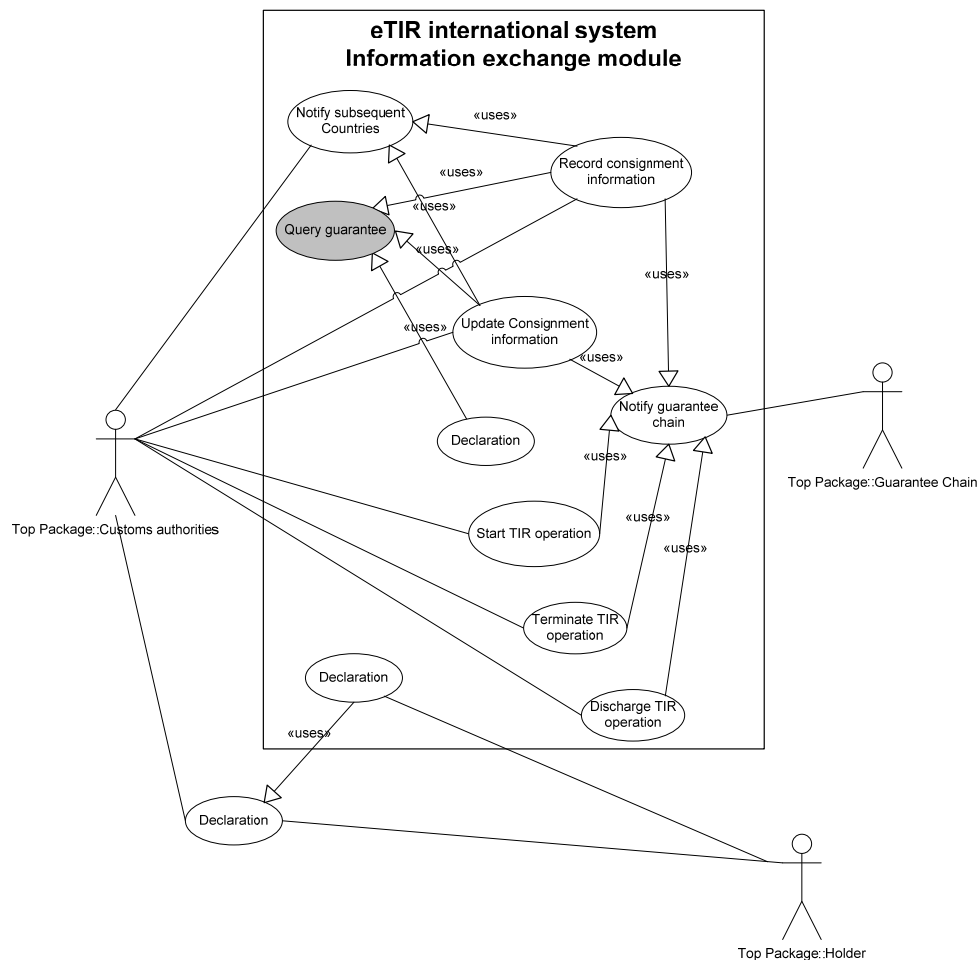 eTIR international system
Information exchange module
Notify subsequent
Countries
«uses»
Record consignment
information
«uses»
«uses»
Query guarantee
«uses»
«uses»
Update Consignment
information
«uses»
«uses»
Notify guarantee
chain
Declaration
«uses»
Top Package::Guarantee Chain
Start TIR operation
Top Package::Customs authorities
«uses»
«uses»
Terminate TIR
operation
Declaration
Discharge TIR
operation
«uses»
Declaration
Top Package::Holder